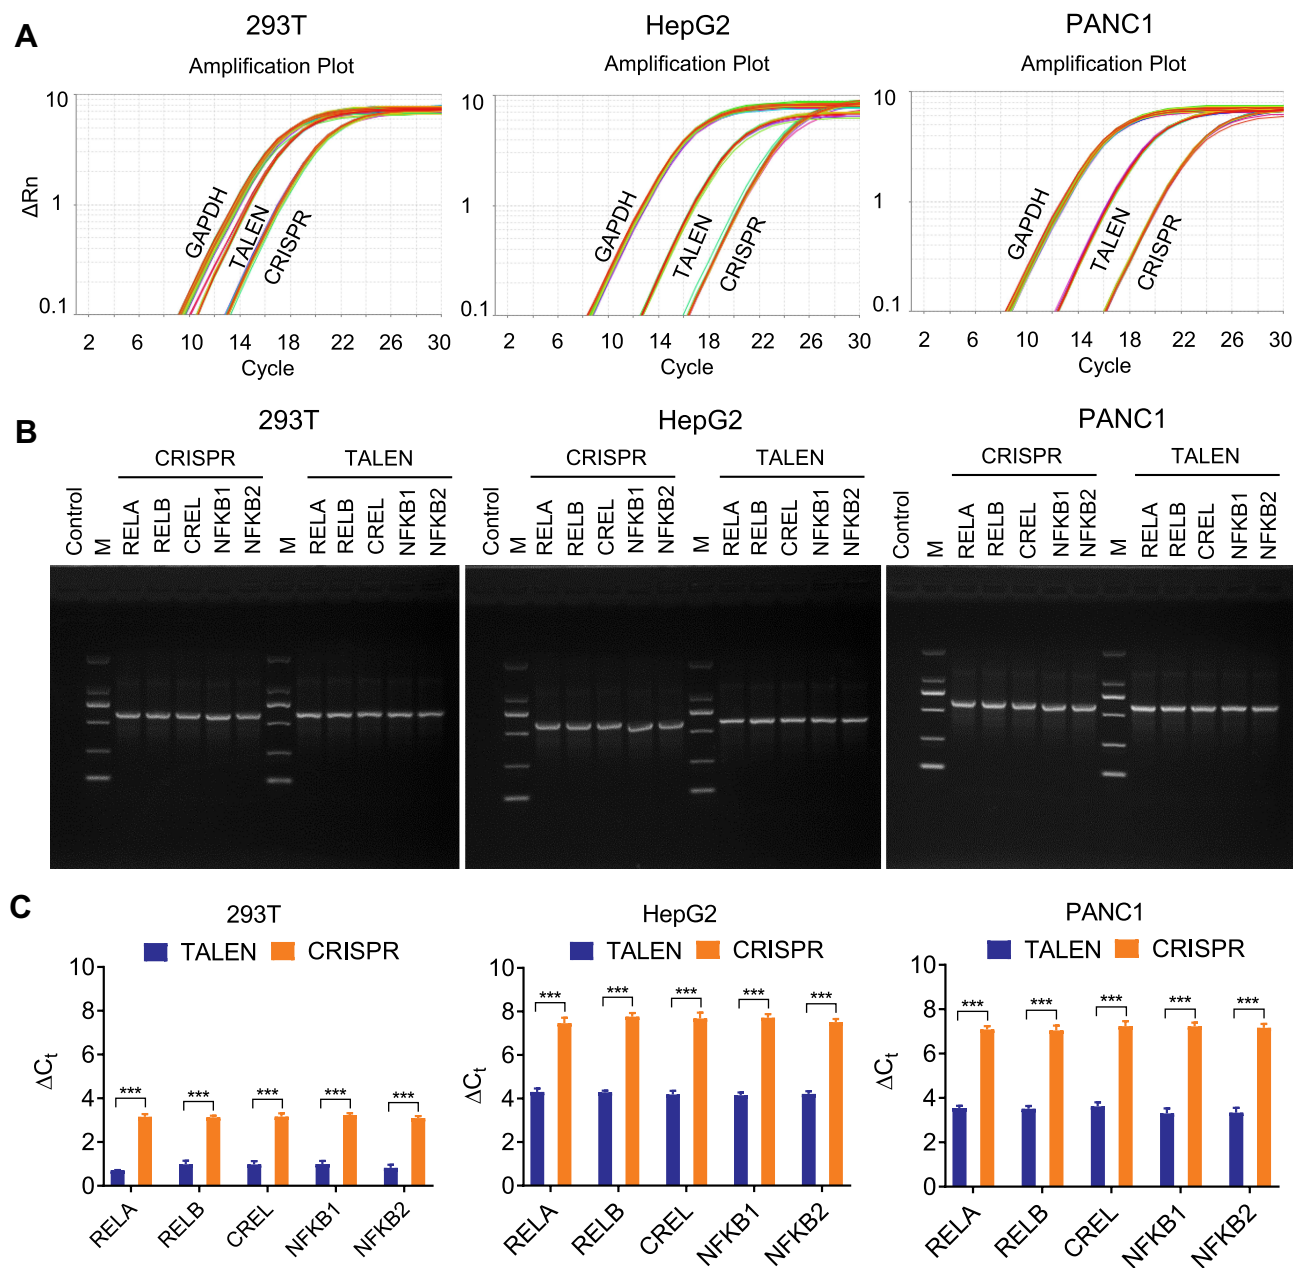 A
293T
HepG2
PANC1
Amplification Plot
Amplification Plot
Amplification Plot
ΔRn
10
1
0.1
GAPDH
TALEN
CRISPR
2 6 10 14 18 22 26 30
Cycle
10
1
0.1
GAPDH
TALEN
CRISPR
2 6 10 14 18 22 26 30
Cycle
10
1
0.1
GAPDH
TALEN
CRISPR
2 6 10 14 18 22 26 30
Cycle
B
293T
HepG2
PANC1
CRISPR TALEN
Control M RELA RELB CREL NFKB1 NFKB2 M RELA RELB CREL NFKB1 NFKB2
CRISPR TALEN
Control M RELA RELB CREL NFKB1 NFKB2 M RELA RELB CREL NFKB1 NFKB2
CRISPR TALEN
Control M RELA RELB CREL NFKB1 NFKB2 M RELA RELB CREL NFKB1 NFKB2
C
293T
TALEN CRISPR
ΔCt
10
8
6
4
2
0
*** *** *** *** ***
RELA RELB CREL NFKB1 NFKB2
HepG2
TALEN CRISPR
ΔCt
10
8
6
4
2
0
*** *** *** *** ***
RELA RELB CREL NFKB1 NFKB2
PANC1
TALEN CRISPR
ΔCt
10
8
6
4
2
0
*** *** *** *** ***
RELA RELB CREL NFKB1 NFKB2